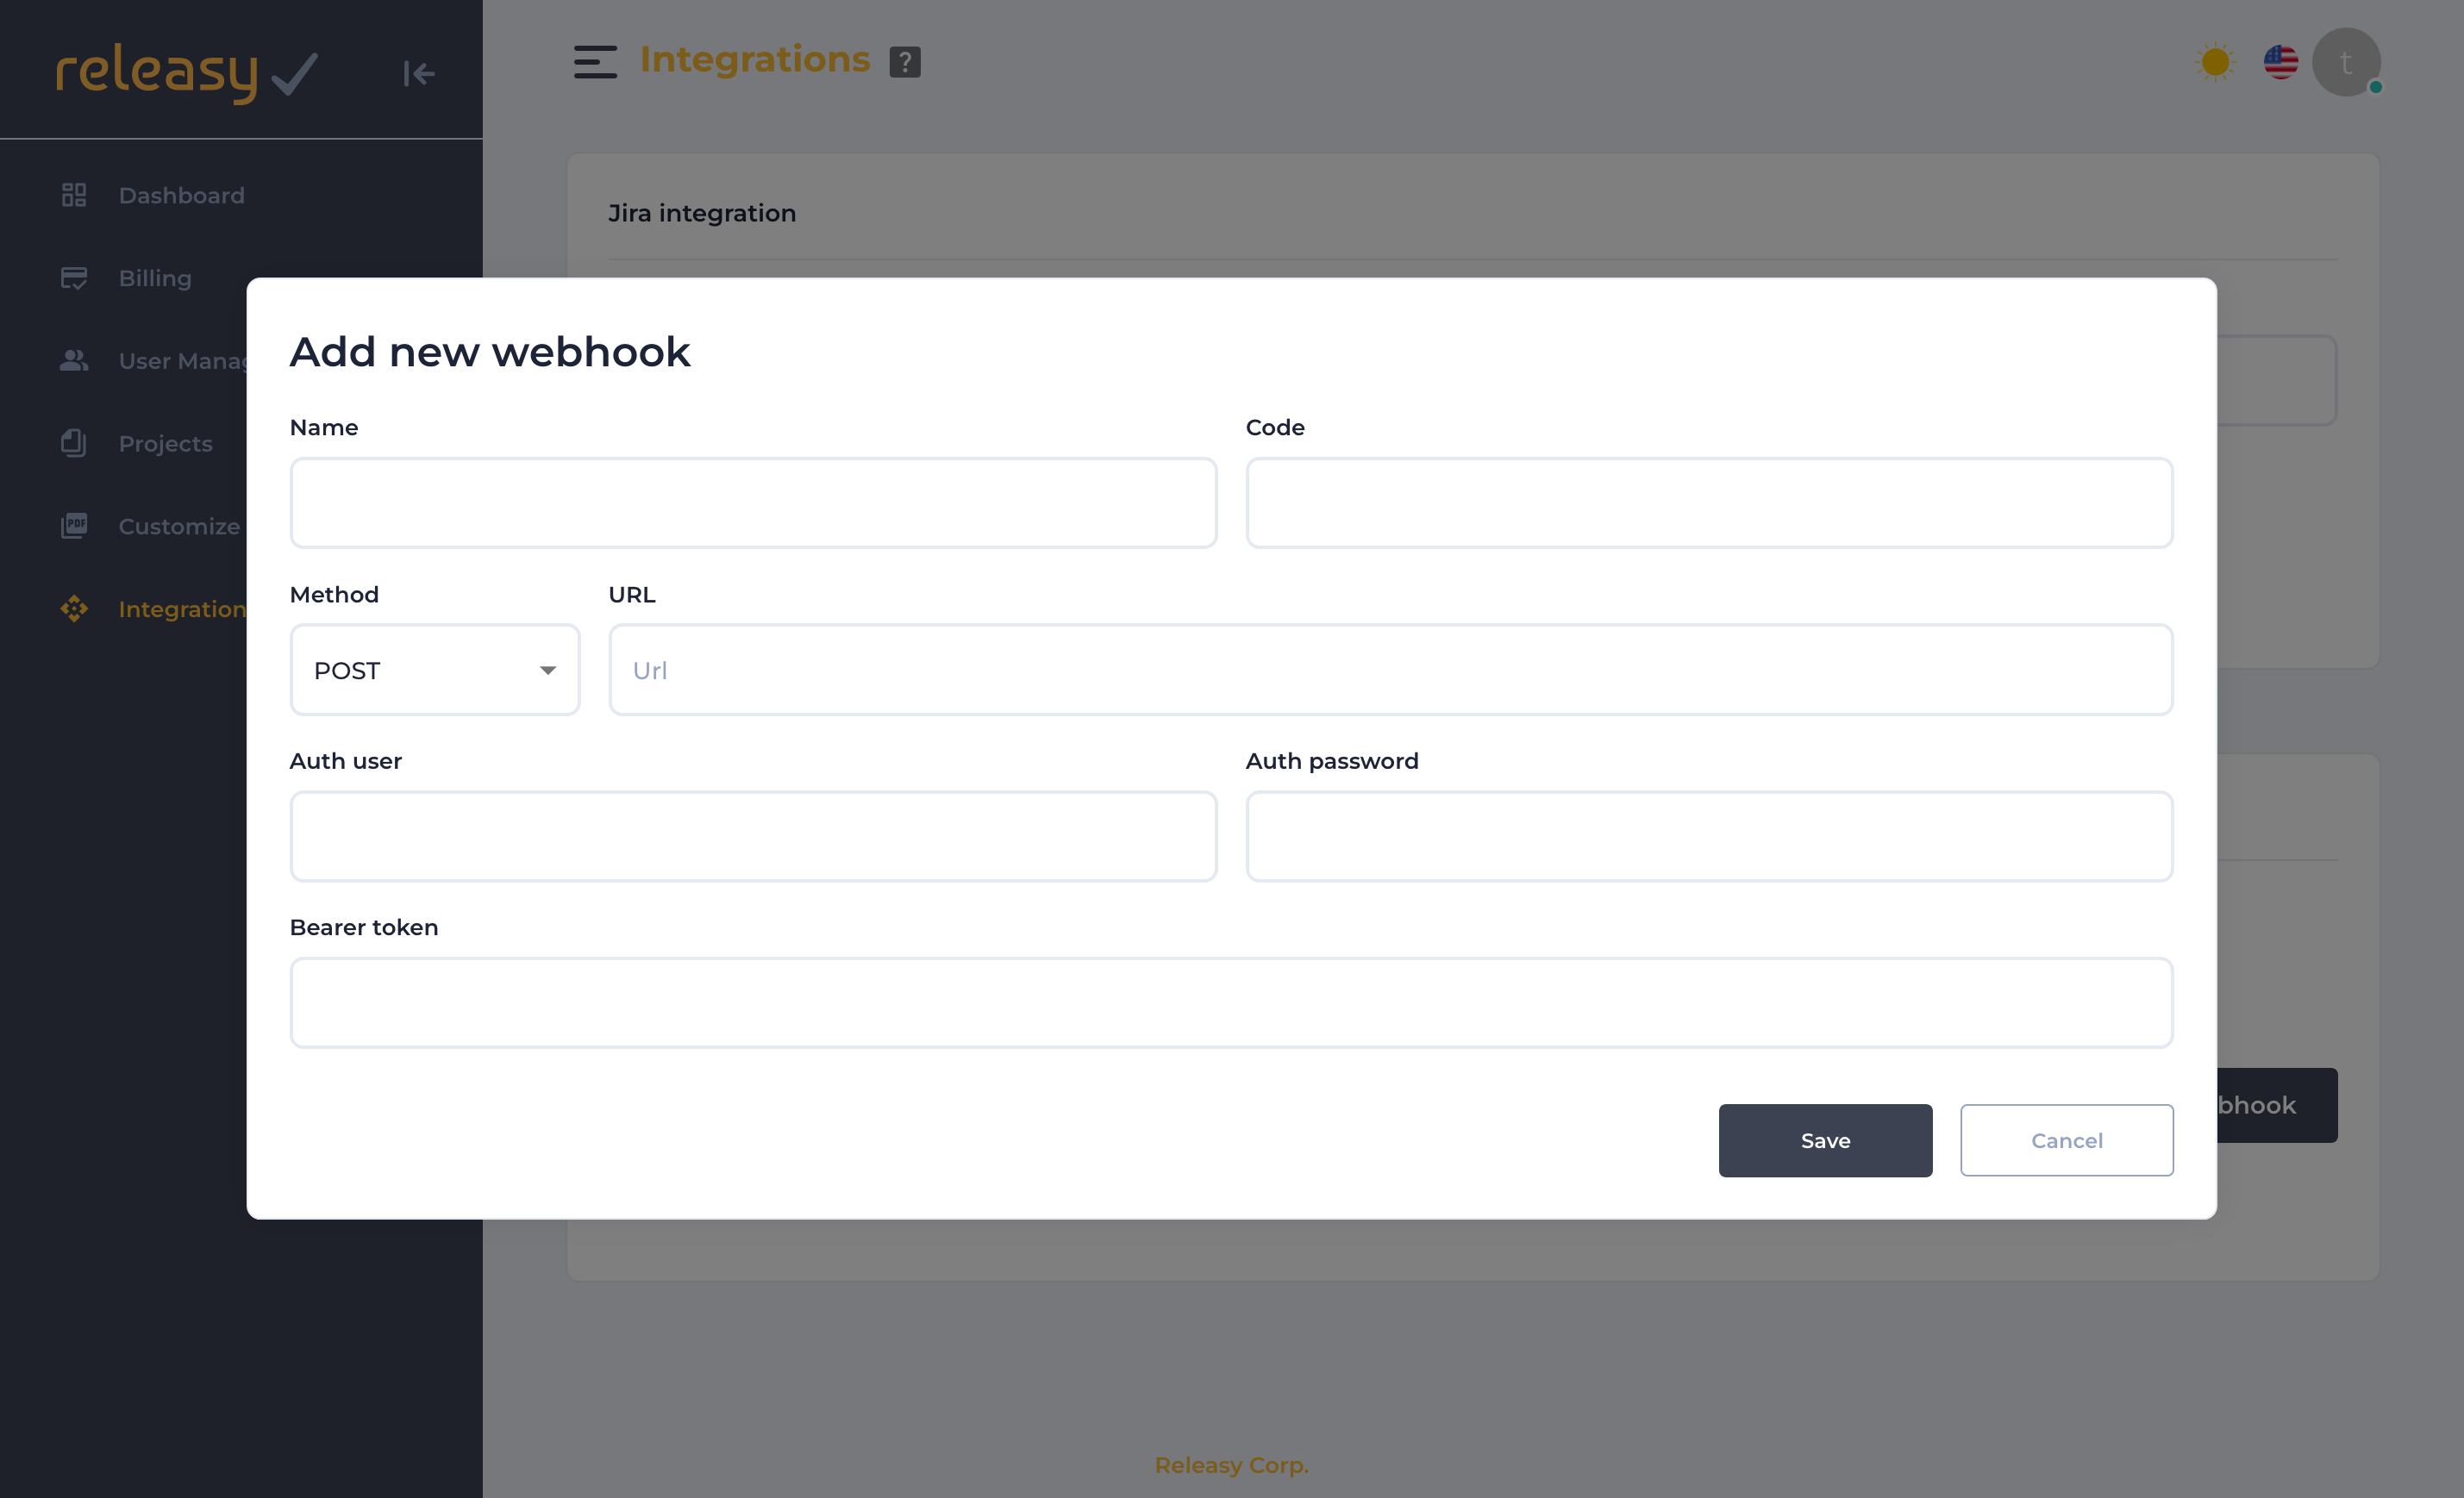 releasy
Integrations ?
t
Dashboard
Billing
User Manag
Projects
PDF
Customize
Integration
Jira integration
Add new webhook
Name
Code
Method
URL
POST
Url
Auth user
Auth password
Bearer token
Save
Cancel
bhook
Releasy Corp.